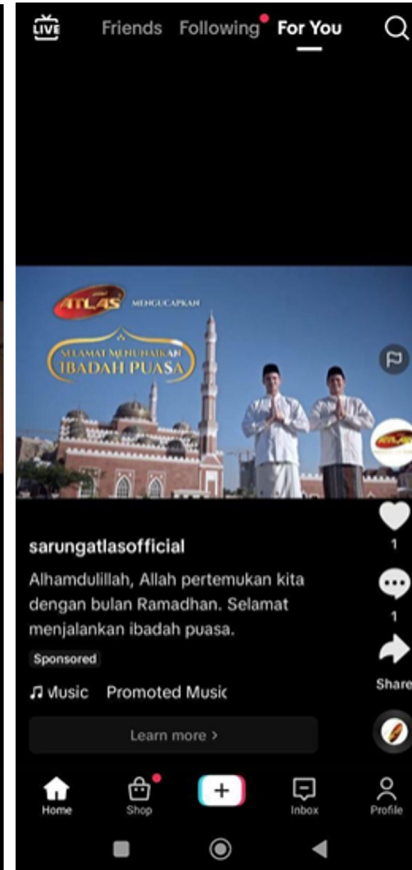 LIVE
Friends Following For You
ATLAS MENGUCAPKAN
SELAMAT MENUNAIKAN
IBADAH PUASA
sarungatlasofficial
1
Alhamdulillah, Allah pertemukan kita
dengan bulan Ramadhan. Selamat
menjalankan ibadah puasa.
1
Sponsored
Share
Music Promoted Music
Learn more >
Home Shop Inbox Profile